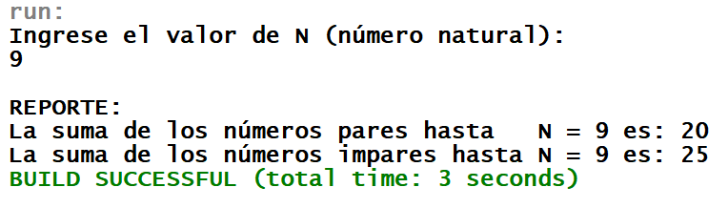 run:
Ingrese el valor de N (número natural):
9
REPORTE:
La suma de los números pares hasta   N = 9 es: 20
La suma de los números impares hasta N = 9 es: 25
BUILD SUCCESSFUL (total time: 3 seconds)